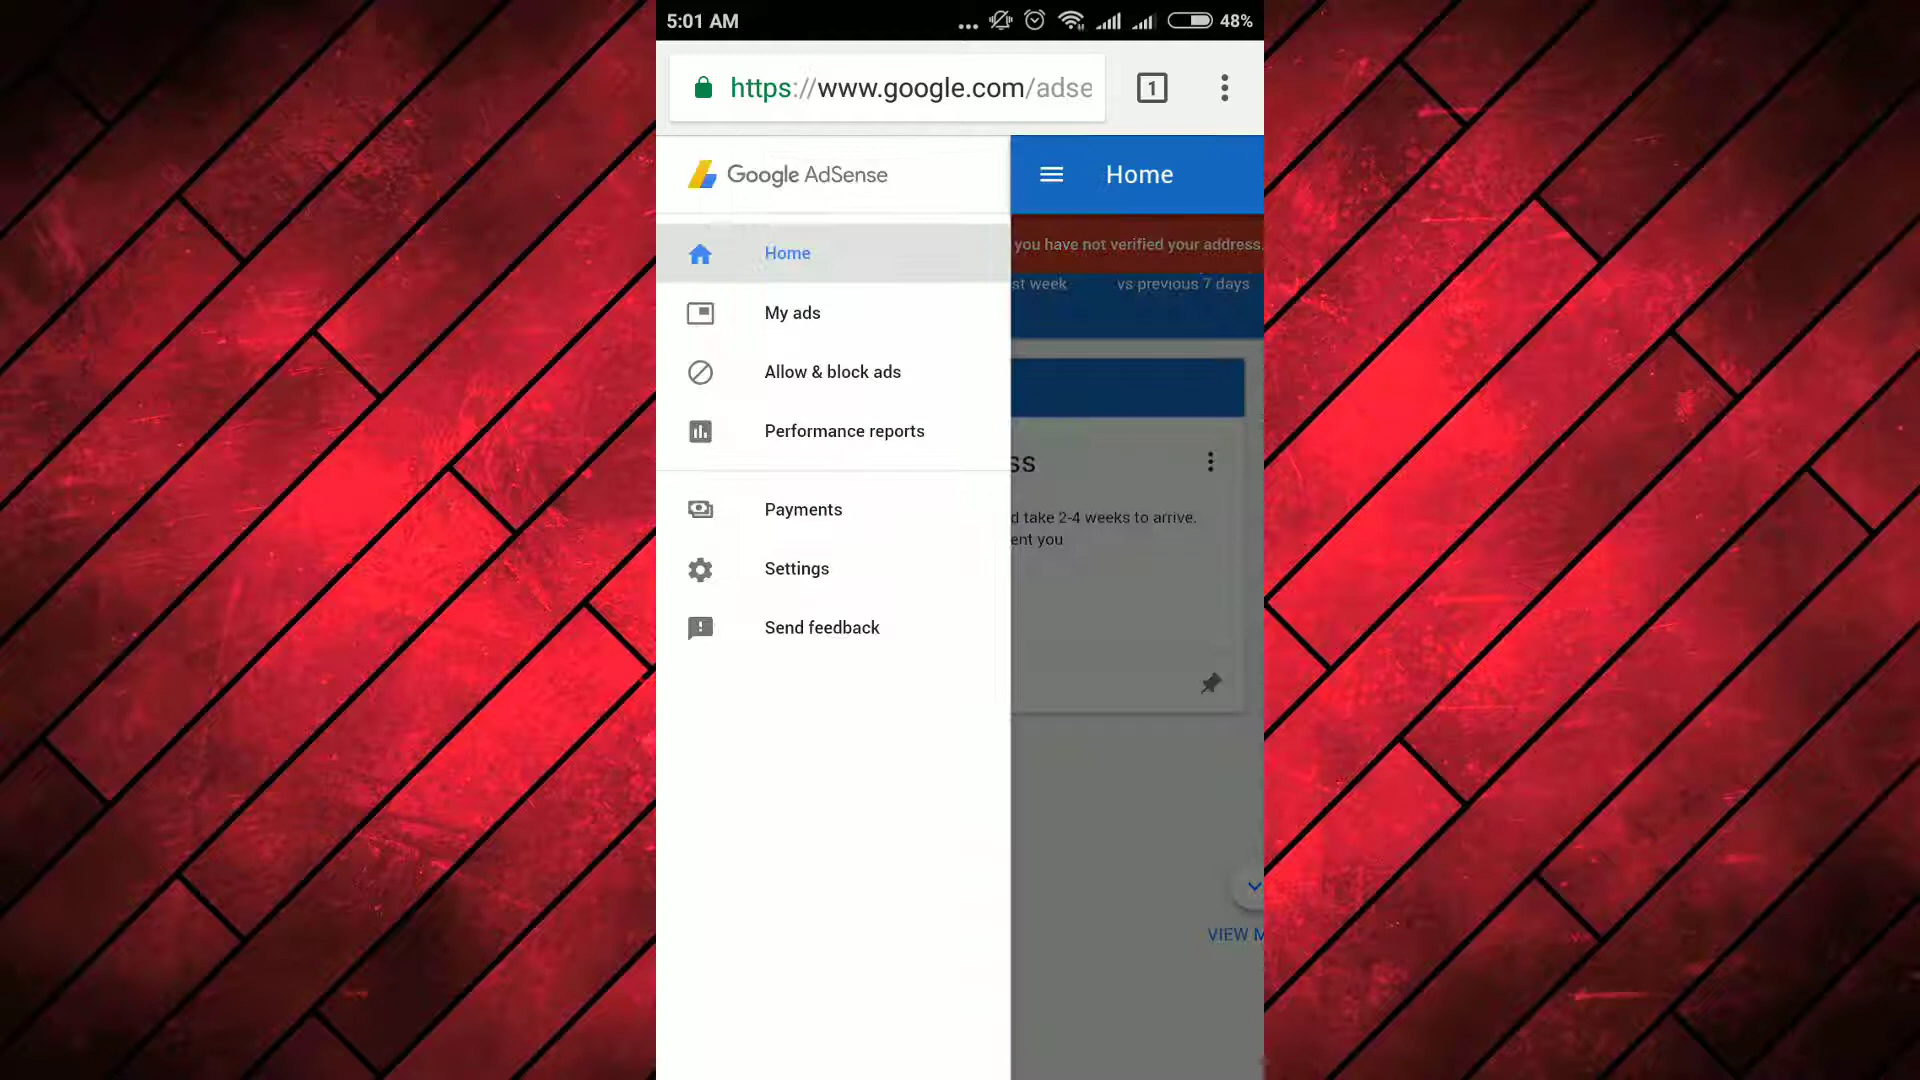 5:01 AM
48%
https://www.google.com/adse
1
Google AdSense
Home
Home
you have not verified your address.
st week
vs previous 7 days
My ads
Allow & block ads
Performance reports
ss
Payments
d take 2-4 weeks to arrive.
ent you
Settings
Send feedback
VIEW M